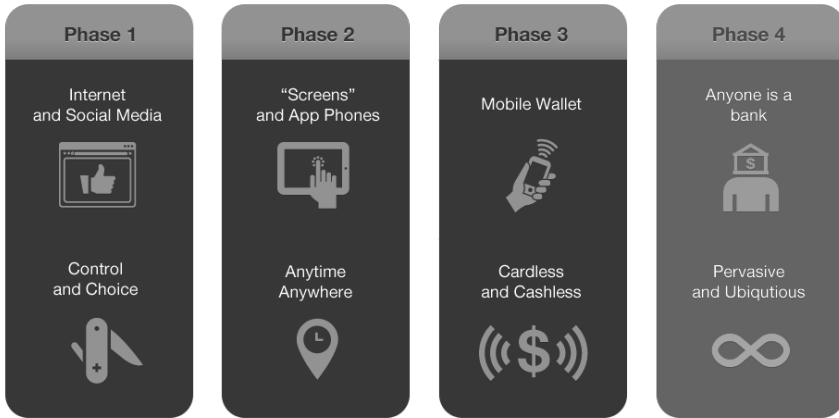 Phase 1
Internet
and Social Media
Control
and Choice
Phase 2
“Screens”
and App Phones
Anytime
Anywhere
Phase 3
Mobile Wallet
Cardless
and Cashless
$
Phase 4
Anyone is a
bank
$
Pervasive
and Ubiqutious